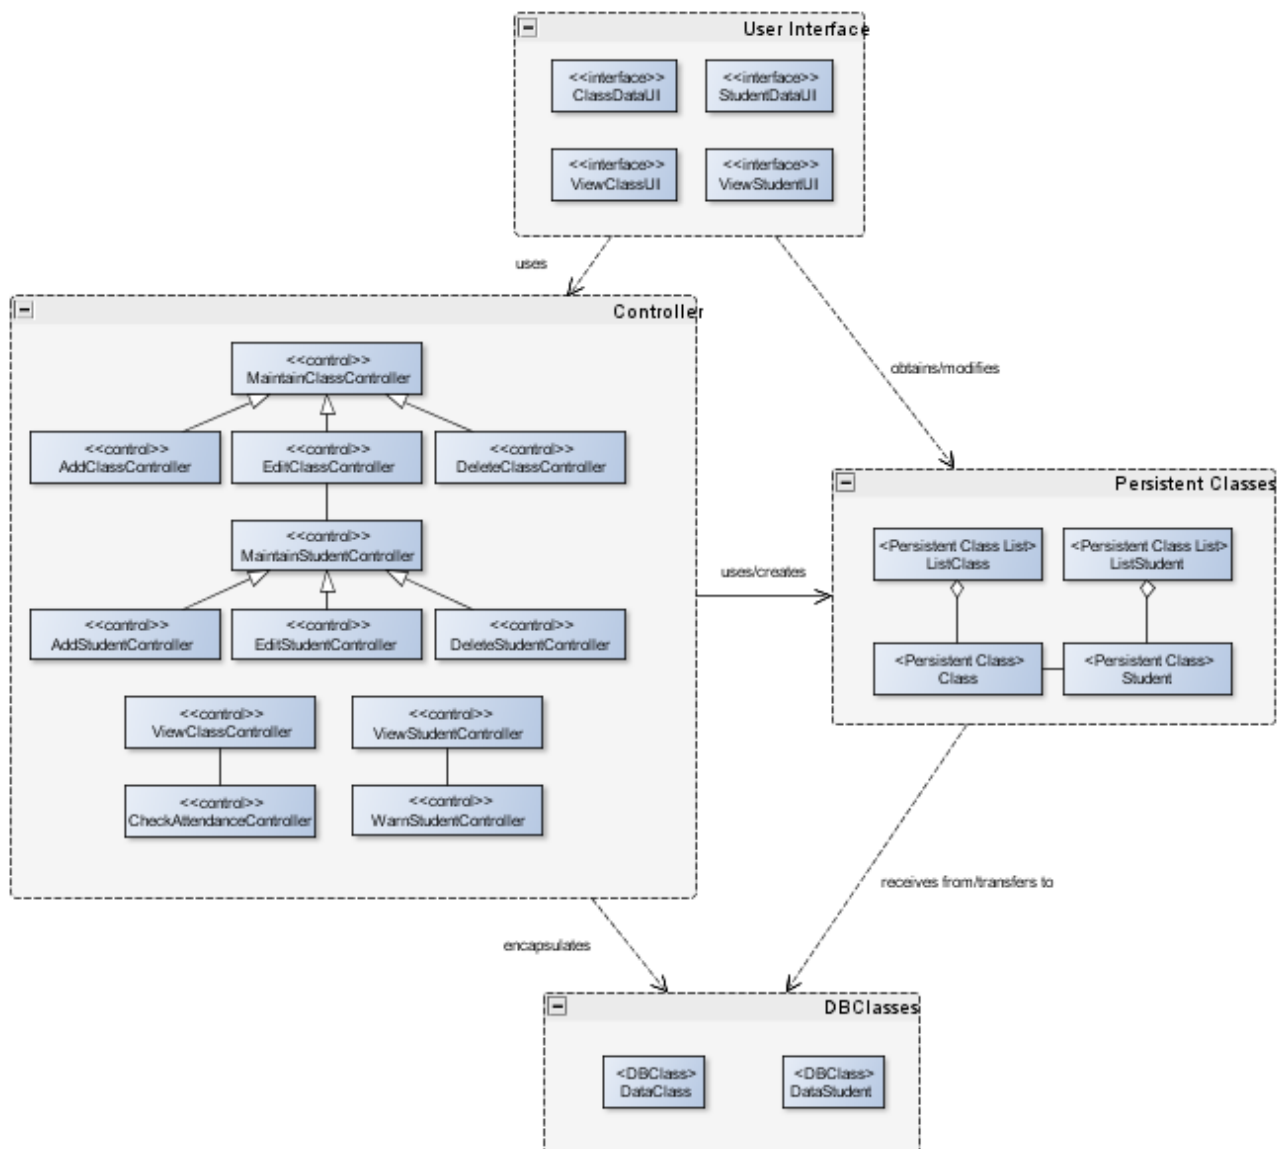 User Interface
<<interface>>
ClassDataUI
<<interface>>
StudentDataUI
<<interface>>
ViewClassUI
<<interface>>
ViewStudentUI
uses
obtains/modifies
Controller
<<control>>
MaintainClassController
<<control>>
AddClassController
<<control>>
EditClassController
<<control>>
DeleteClassController
<<control>>
MaintainStudentController
<<control>>
AddStudentController
<<control>>
EditStudentController
<<control>>
DeleteStudentController
<<control>>
ViewClassController
<<control>>
ViewStudentController
<<control>>
CheckAttendanceController
<<control>>
WarnStudentController
uses/creates
Persistent Classes
<Persistent Class List>
ListClass
<Persistent Class List>
ListStudent
<Persistent Class>
Class
<Persistent Class>
Student
receives from/transfers to
encapsulates
DBClasses
<DBClass>
DataClass
<DBClass>
DataStudent